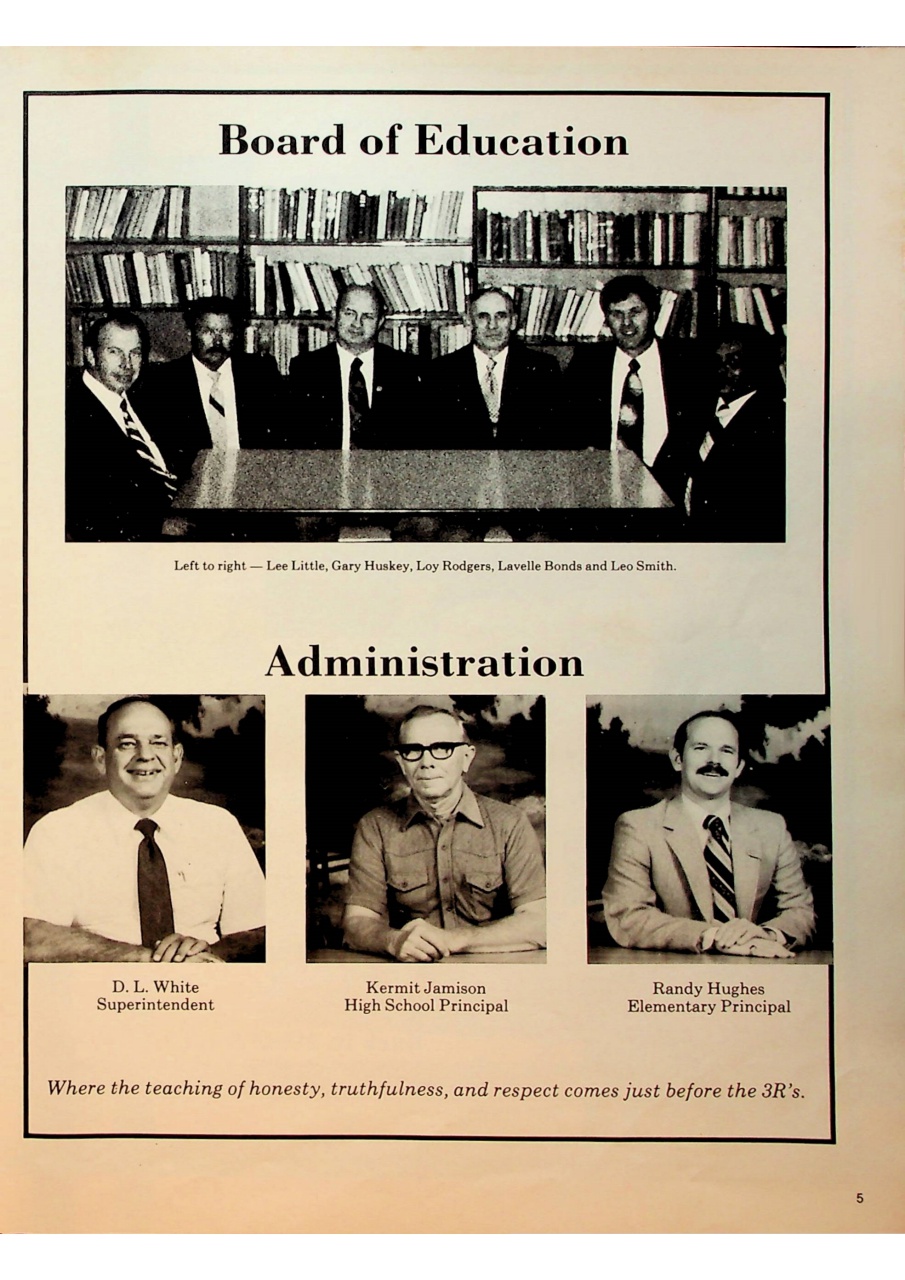 Board of Education
Left to right — Lee Little, Gary Huskey, Loy Rodgers, Lavelle Bonds and Leo Smith.
Administration
D. L. White
Superintendent
Kermit Jamison
High School Principal
Randy Hughes
Elementary Principal
Where the teaching of honesty, truthfulness, and respect comes just before the 3R's.
5